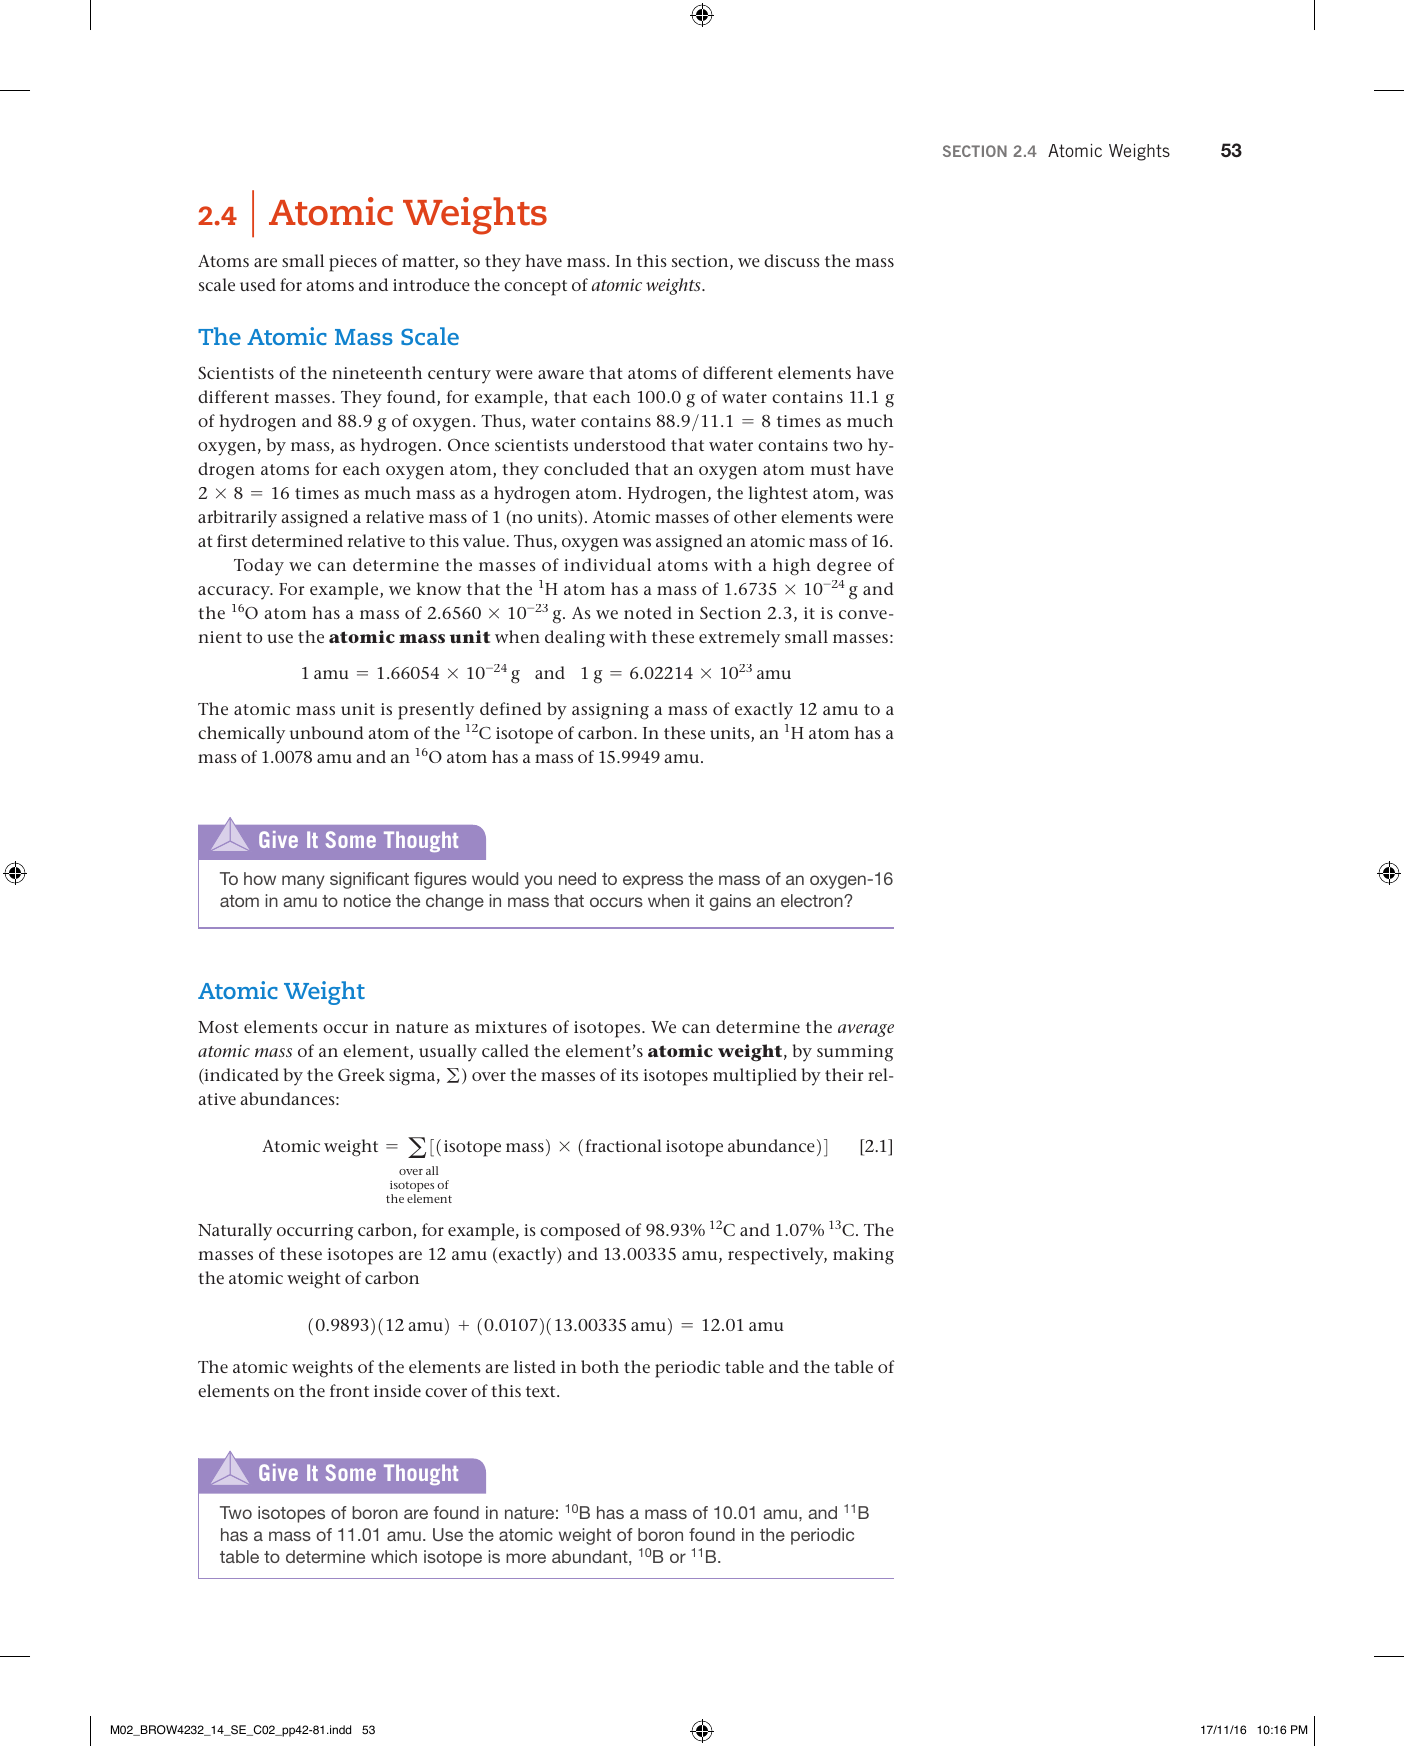 SECTION 2.4 Atomic Weights 53
2.4 Atomic Weights
Atoms are small pieces of matter, so they have mass. In this section, we discuss the mass
scale used for atoms and introduce the concept of atomic weights.
The Atomic Mass Scale
Scientists of the nineteenth century were aware that atoms of different elements have
different masses. They found, for example, that each 100.0 g of water contains 11.1 g
of hydrogen and 88.9 g of oxygen. Thus, water contains 88.9/11.1 = 8 times as much
oxygen, by mass, as hydrogen. Once scientists understood that water contains two hy-
drogen atoms for each oxygen atom, they concluded that an oxygen atom must have
2 × 8 = 16 times as much mass as a hydrogen atom. Hydrogen, the lightest atom, was
arbitrarily assigned a relative mass of 1 (no units). Atomic masses of other elements were
at first determined relative to this value. Thus, oxygen was assigned an atomic mass of 16.
Today we can determine the masses of individual atoms with a high degree of
accuracy. For example, we know that the ¹H atom has a mass of 1.6735 × 10⁻²⁴ g and
the ¹⁶O atom has a mass of 2.6560 × 10⁻²³ g. As we noted in Section 2.3, it is conve-
nient to use the atomic mass unit when dealing with these extremely small masses:
1 amu = 1.66054 × 10⁻²⁴ g and 1 g = 6.02214 × 10²³ amu
The atomic mass unit is presently defined by assigning a mass of exactly 12 amu to a
chemically unbound atom of the ¹²C isotope of carbon. In these units, an ¹H atom has a
mass of 1.0078 amu and an ¹⁶O atom has a mass of 15.9949 amu.
Give It Some Thought
To how many significant figures would you need to express the mass of an oxygen-16
atom in amu to notice the change in mass that occurs when it gains an electron?
Atomic Weight
Most elements occur in nature as mixtures of isotopes. We can determine the average
atomic mass of an element, usually called the element's atomic weight, by summing
(indicated by the Greek sigma, ∑) over the masses of its isotopes multiplied by their rel-
ative abundances:
Atomic weight = ∑[(isotope mass) × (fractional isotope abundance)] [2.1]
over all
isotopes of
the element
Naturally occurring carbon, for example, is composed of 98.93% ¹²C and 1.07% ¹³C. The
masses of these isotopes are 12 amu (exactly) and 13.00335 amu, respectively, making
the atomic weight of carbon
(0.9893)(12 amu) + (0.0107)(13.00335 amu) = 12.01 amu
The atomic weights of the elements are listed in both the periodic table and the table of
elements on the front inside cover of this text.
Give It Some Thought
Two isotopes of boron are found in nature: ¹⁰B has a mass of 10.01 amu, and ¹¹B
has a mass of 11.01 amu. Use the atomic weight of boron found in the periodic
table to determine which isotope is more abundant, ¹⁰B or ¹¹B.
M02_BROW4232_14_SE_C02_pp42-81.indd 53 17/11/16 10:16 PM